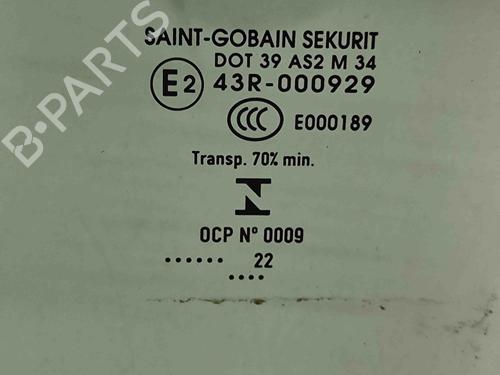 SAINT-GOBAIN SEKURIT
DOT 39 AS2 M 34
E2 43R-000929
CCC E000189
Transp. 70% min.
OCP Nº 0009
...... 22
....
B-PARTS